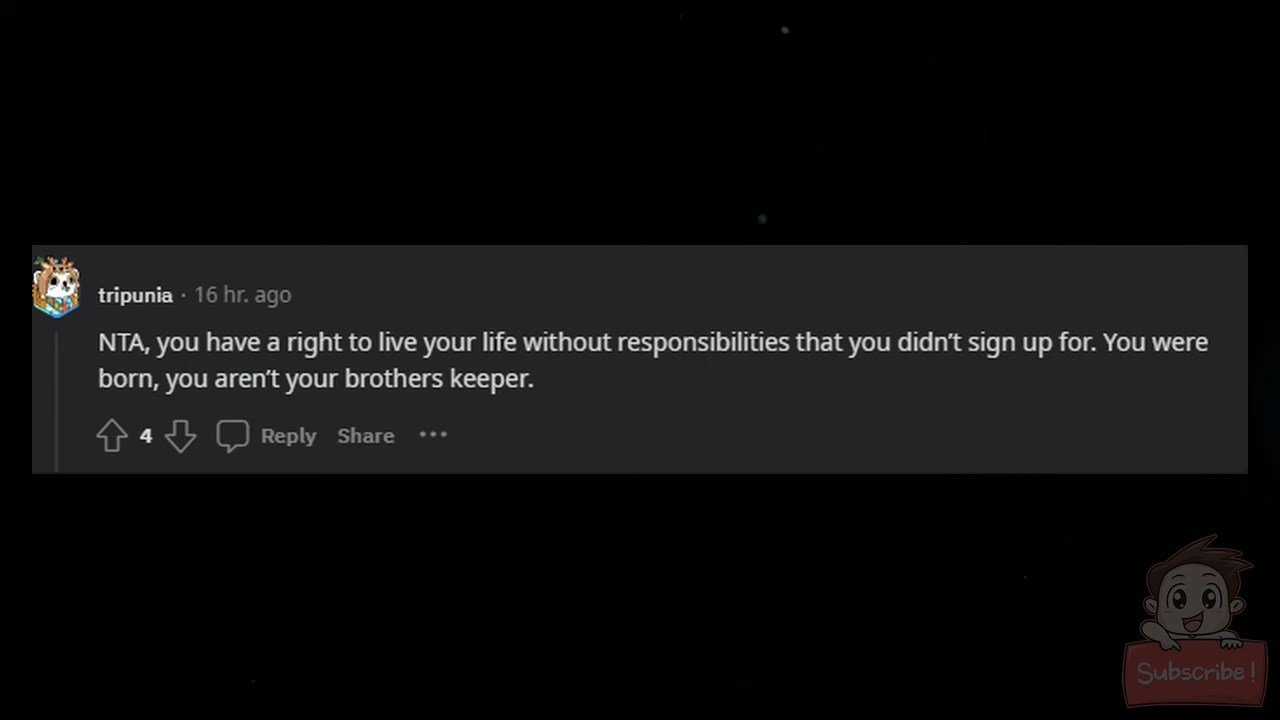 tripunia · 16 hr. ago
NTA, you have a right to live your life without responsibilities that you didn’t sign up for. You were
born, you aren’t your brothers keeper.
4 Reply Share ···
Subscribe !